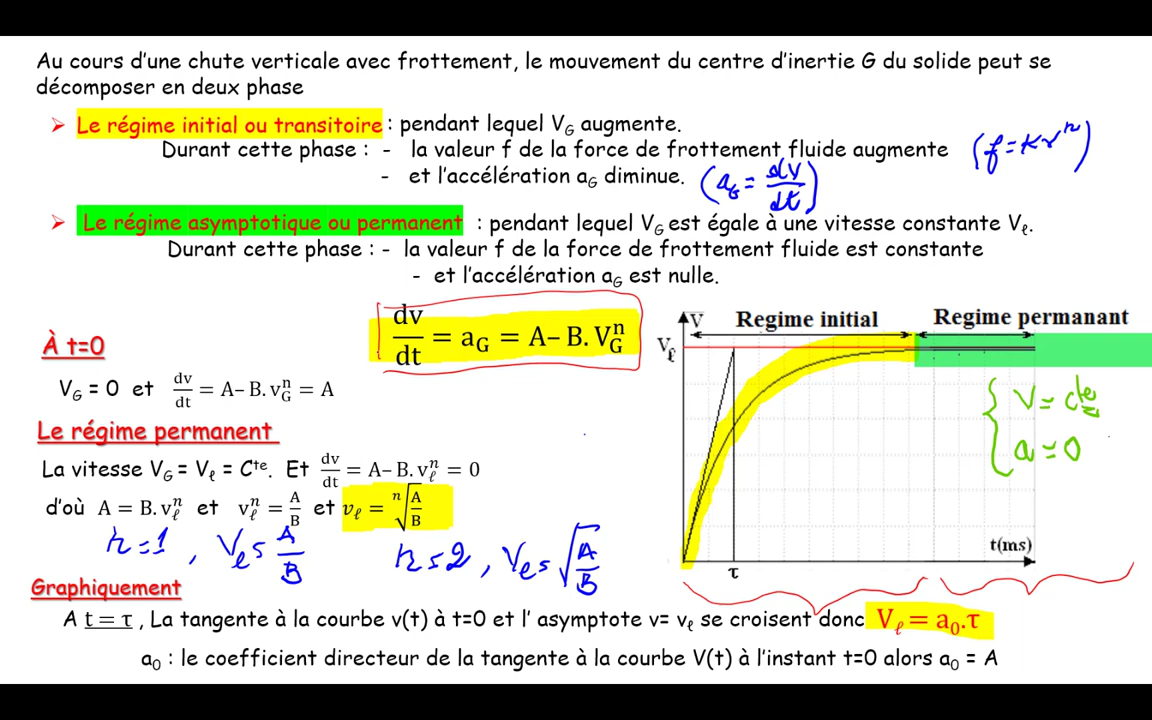 Au cours d'une chute verticale avec frottement, le mouvement du centre d'inertie G du solide peut se
décomposer en deux phase
➢ Le régime initial ou transitoire : pendant lequel V_G augmente.
Durant cette phase : - la valeur f de la force de frottement fluide augmente (f = Kv^n)
- et l'accélération a_G diminue. (a_G = dv/dt)
➢ Le régime asymptotique ou permanent : pendant lequel V_G est égale à une vitesse constante V_ℓ.
Durant cette phase : - la valeur f de la force de frottement fluide est constante
- et l'accélération a_G est nulle.
dv/dt = a_G = A– B. V_G^n
À t=0
V_G = 0 et dv/dt = A– B. v_G^n = A
Le régime permanent
La vitesse V_G = V_ℓ = C^te. Et dv/dt = A– B. v_ℓ^n = 0
d'où A = B. v_ℓ^n et v_ℓ^n = A/B et v_ℓ = ⁿ√(A/B)
n=1, V_ℓ = A/B n=2, V_ℓ = √(A/B)
V
Regime initial Regime permanant
V_ℓ
V = cte
a = 0
t(ms)
τ
Graphiquement
A t = τ , La tangente à la courbe v(t) à t=0 et l' asymptote v= v_ℓ se croisent donc V_ℓ = a_0.τ
a_0 : le coefficient directeur de la tangente à la courbe V(t) à l'instant t=0 alors a_0 = A